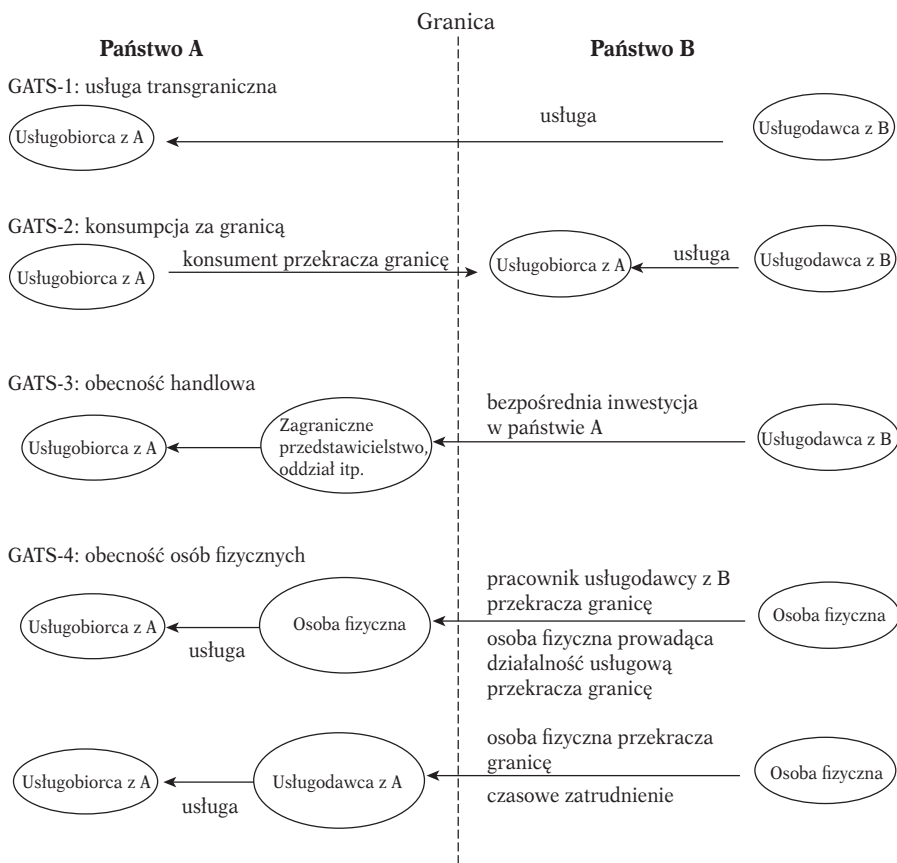 Granica
Państwo A
Państwo B
GATS-1: usługa transgraniczna
Usługobiorca z A
usługa
Usługodawca z B
GATS-2: konsumpcja za granicą
Usługobiorca z A
konsument przekracza granicę
Usługobiorca z A
usługa
Usługodawca z B
GATS-3: obecność handlowa
Usługobiorca z A
Zagraniczne
przedstawicielstwo,
oddział itp.
bezpośrednia inwestycja
w państwie A
Usługodawca z B
GATS-4: obecność osób fizycznych
Usługobiorca z A
usługa
Osoba fizyczna
pracownik usługodawcy z B
przekracza granicę
osoba fizyczna prowadąca
działalność usługową
przekracza granicę
Osoba fizyczna
Usługobiorca z A
usługa
Usługodawca z A
osoba fizyczna przekracza
granicę
czasowe zatrudnienie
Osoba fizyczna